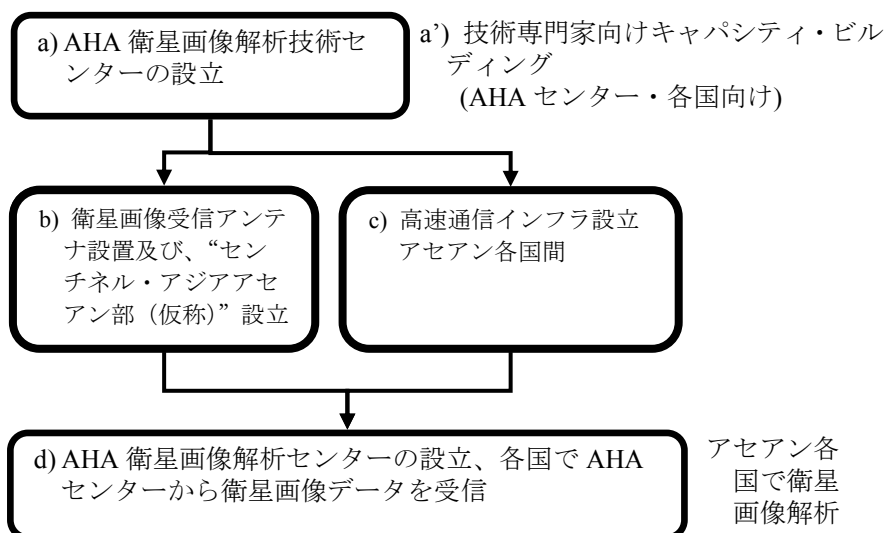 a) AHA 衛星画像解析技術セ
ンターの設立
a’) 技術専門家向けキャパシティ・ビル
ディング
(AHA センター・各国向け)
b) 衛星画像受信アンテ
ナ設置及び、“セン
チネル・アジアアセ
アン部（仮称）” 設立
c) 高速通信インフラ設立
アセアン各国間
d) AHA 衛星画像解析センターの設立、各国で AHA
センターから衛星画像データを受信
アセアン各
国で衛星
画像解析